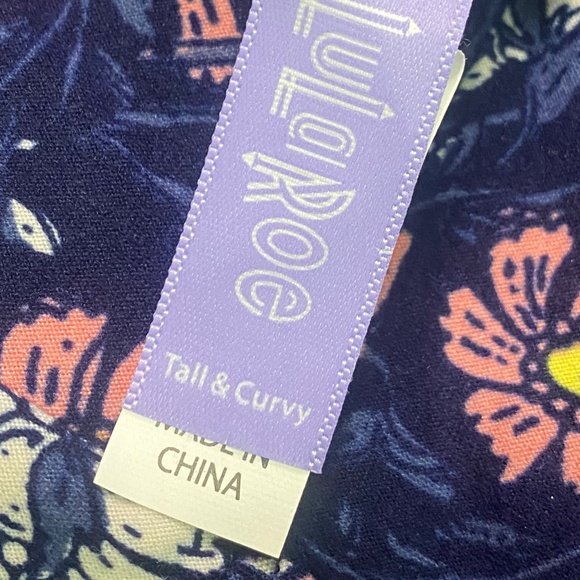 LuLaRoe
Tall & Curvy
MADE IN
CHINA